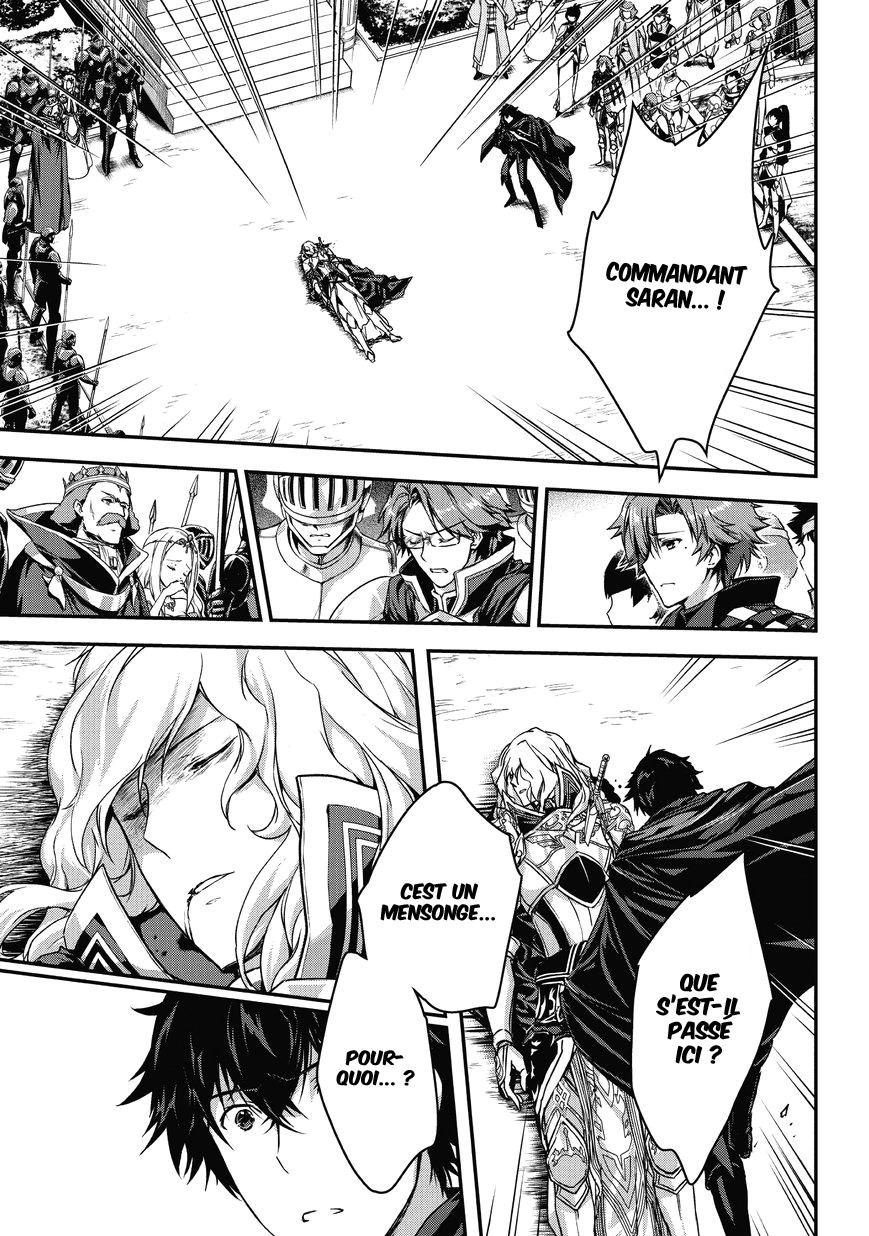 COMMANDANT
SARAN... !
QUE
S'EST-IL
PASSÉ
ICI ?
CEST UN
MENSONGE...
POUR-
QUOI... ?